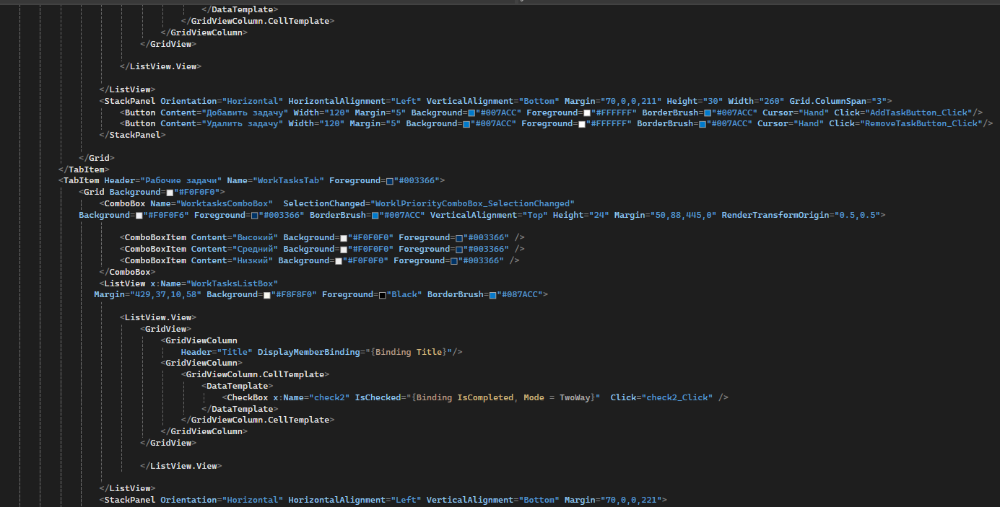 </DataTemplate>
</GridViewColumn.CellTemplate>
</GridViewColumn>
</GridView>
</ListView.View>
</ListView>
<StackPanel Orientation="Horizontal" HorizontalAlignment="Left" VerticalAlignment="Bottom" Margin="70,0,0,211" Height="30" Width="260" Grid.ColumnSpan="3">
<Button Content="Добавить задачу" Width="120" Margin="5" Background="#007ACC" Foreground="#FFFFFF" BorderBrush="#007ACC" Cursor="Hand" Click="AddTaskButton_Click"/>
<Button Content="Удалить задачу" Width="120" Margin="5" Background="#007ACC" Foreground="#FFFFFF" BorderBrush="#007ACC" Cursor="Hand" Click="RemoveTaskButton_Click"/>
</StackPanel>
</Grid>
</TabItem>
<TabItem Header="Рабочие задачи" Name="WorkTasksTab" Foreground="#003366">
<Grid Background="#F0F0F0">
<ComboBox Name="WorktasksComboBox"  SelectionChanged="WorklPriorityComboBox_SelectionChanged"
Background="#F0F0F6" Foreground="#003366" BorderBrush="#007ACC" VerticalAlignment="Top" Height="24" Margin="50,88,445,0" RenderTransformOrigin="0.5,0.5">
<ComboBoxItem Content="Высокий" Background="#F0F0F0" Foreground="#003366" />
<ComboBoxItem Content="Средний" Background="#F0F0F0" Foreground="#003366" />
<ComboBoxItem Content="Низкий" Background="#F0F0F0" Foreground="#003366" />
</ComboBox>
<ListView x:Name="WorkTasksListBox"
Margin="429,37,10,58" Background="#F8F8F0" Foreground="Black" BorderBrush="#087ACC">
<ListView.View>
<GridView>
<GridViewColumn
Header="Title" DisplayMemberBinding="{Binding Title}"/>
<GridViewColumn>
<GridViewColumn.CellTemplate>
<DataTemplate>
<CheckBox x:Name="check2" IsChecked="{Binding IsCompleted, Mode = TwoWay}"  Click="check2_Click" />
</DataTemplate>
</GridViewColumn.CellTemplate>
</GridViewColumn>
</GridView>
</ListView.View>
</ListView>
<StackPanel Orientation="Horizontal" HorizontalAlignment="Left" VerticalAlignment="Bottom" Margin="70,0,0,221">